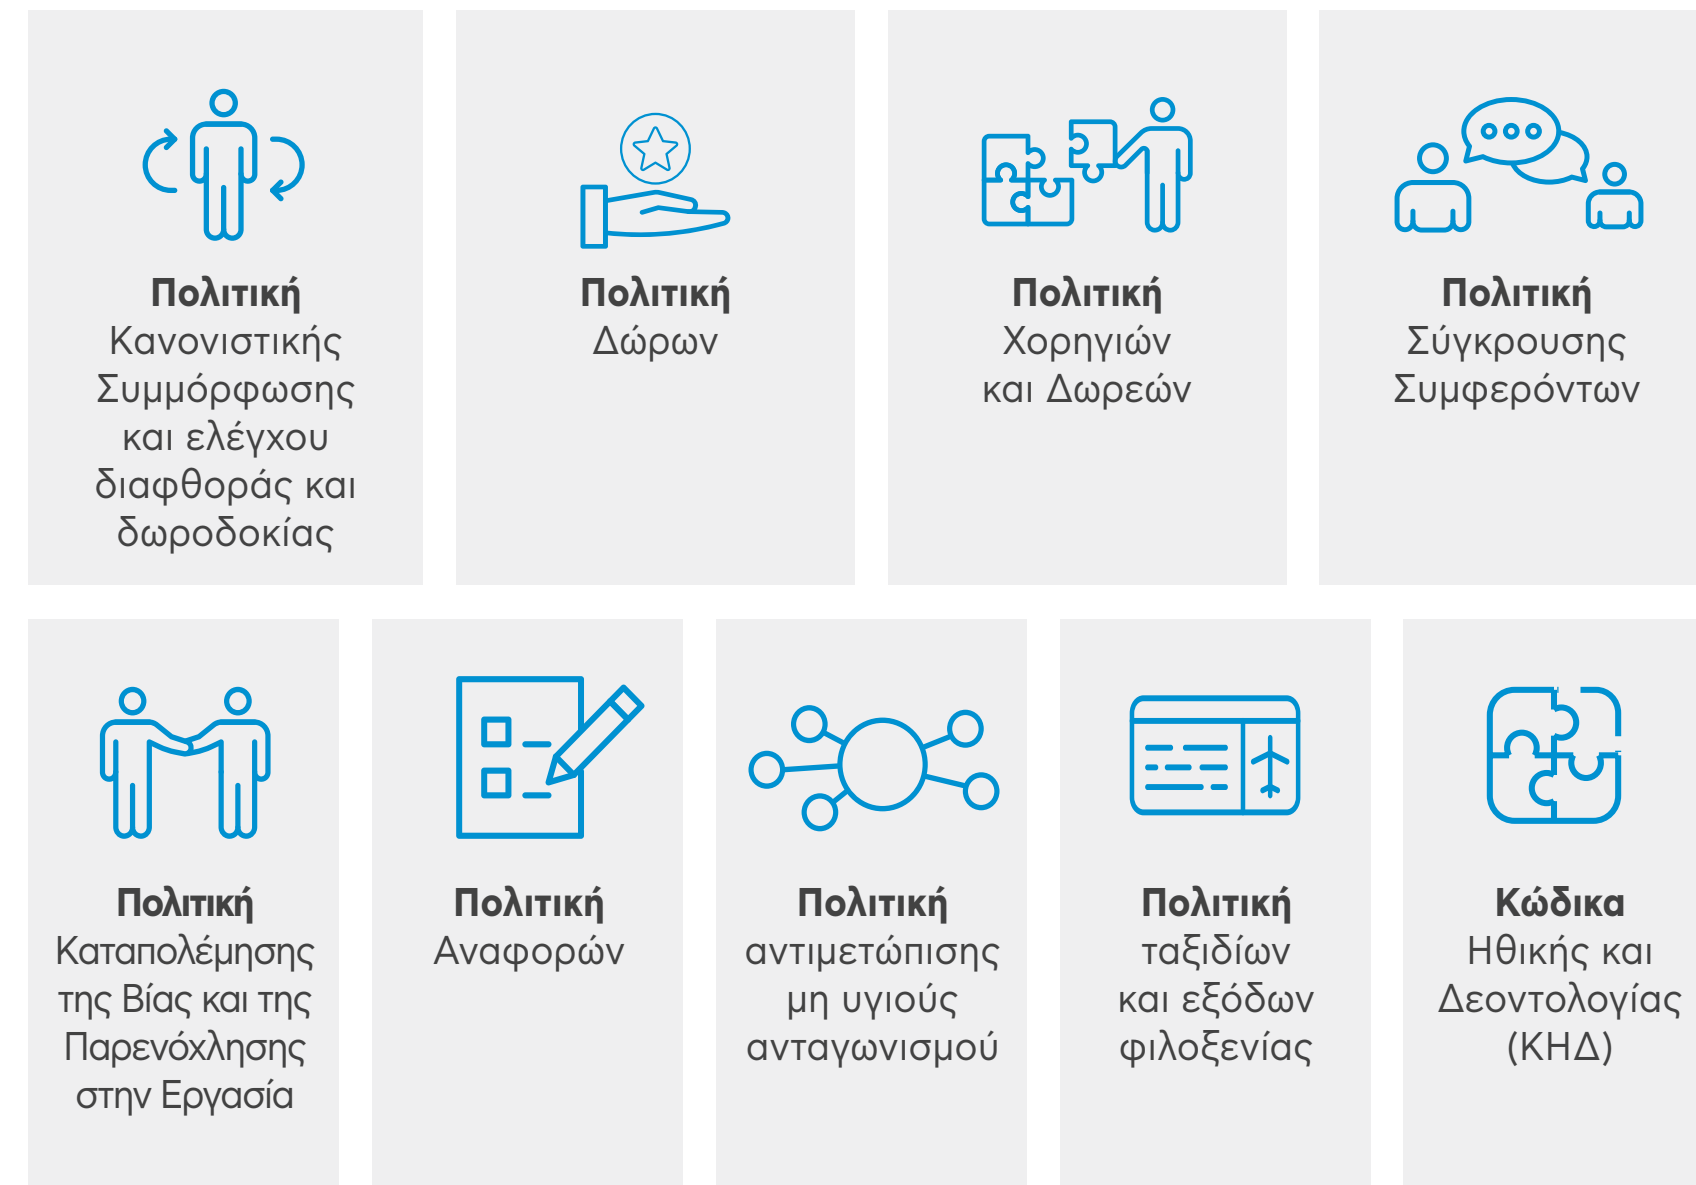 Πολιτική
Κανονιστικής
Συμμόρφωσης
και ελέγχου
διαφθοράς και
δωροδοκίας
Πολιτική
Δώρων
Πολιτική
Χορηγιών
και Δωρεών
Πολιτική
Σύγκρουσης
Συμφερόντων
Πολιτική
Καταπολέμησης
της Βίας και της
Παρενόχλησης
στην Εργασία
Πολιτική
Αναφορών
Πολιτική
αντιμετώπισης
μη υγιούς
ανταγωνισμού
Πολιτική
ταξιδίων
και εξόδων
φιλοξενίας
Κώδικα
Ηθικής και
Δεοντολογίας
(ΚΗΔ)